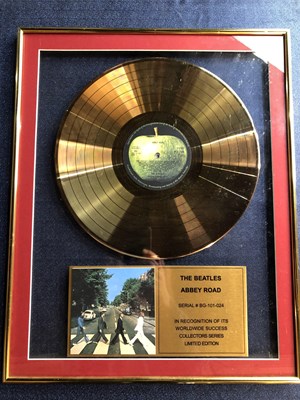 THE BEATLES
ABBEY ROAD
SERIAL # BG-101-024
IN RECOGNITION OF ITS
WORLDWIDE SUCCESS
COLLECTORS SERIES
LIMITED EDITION